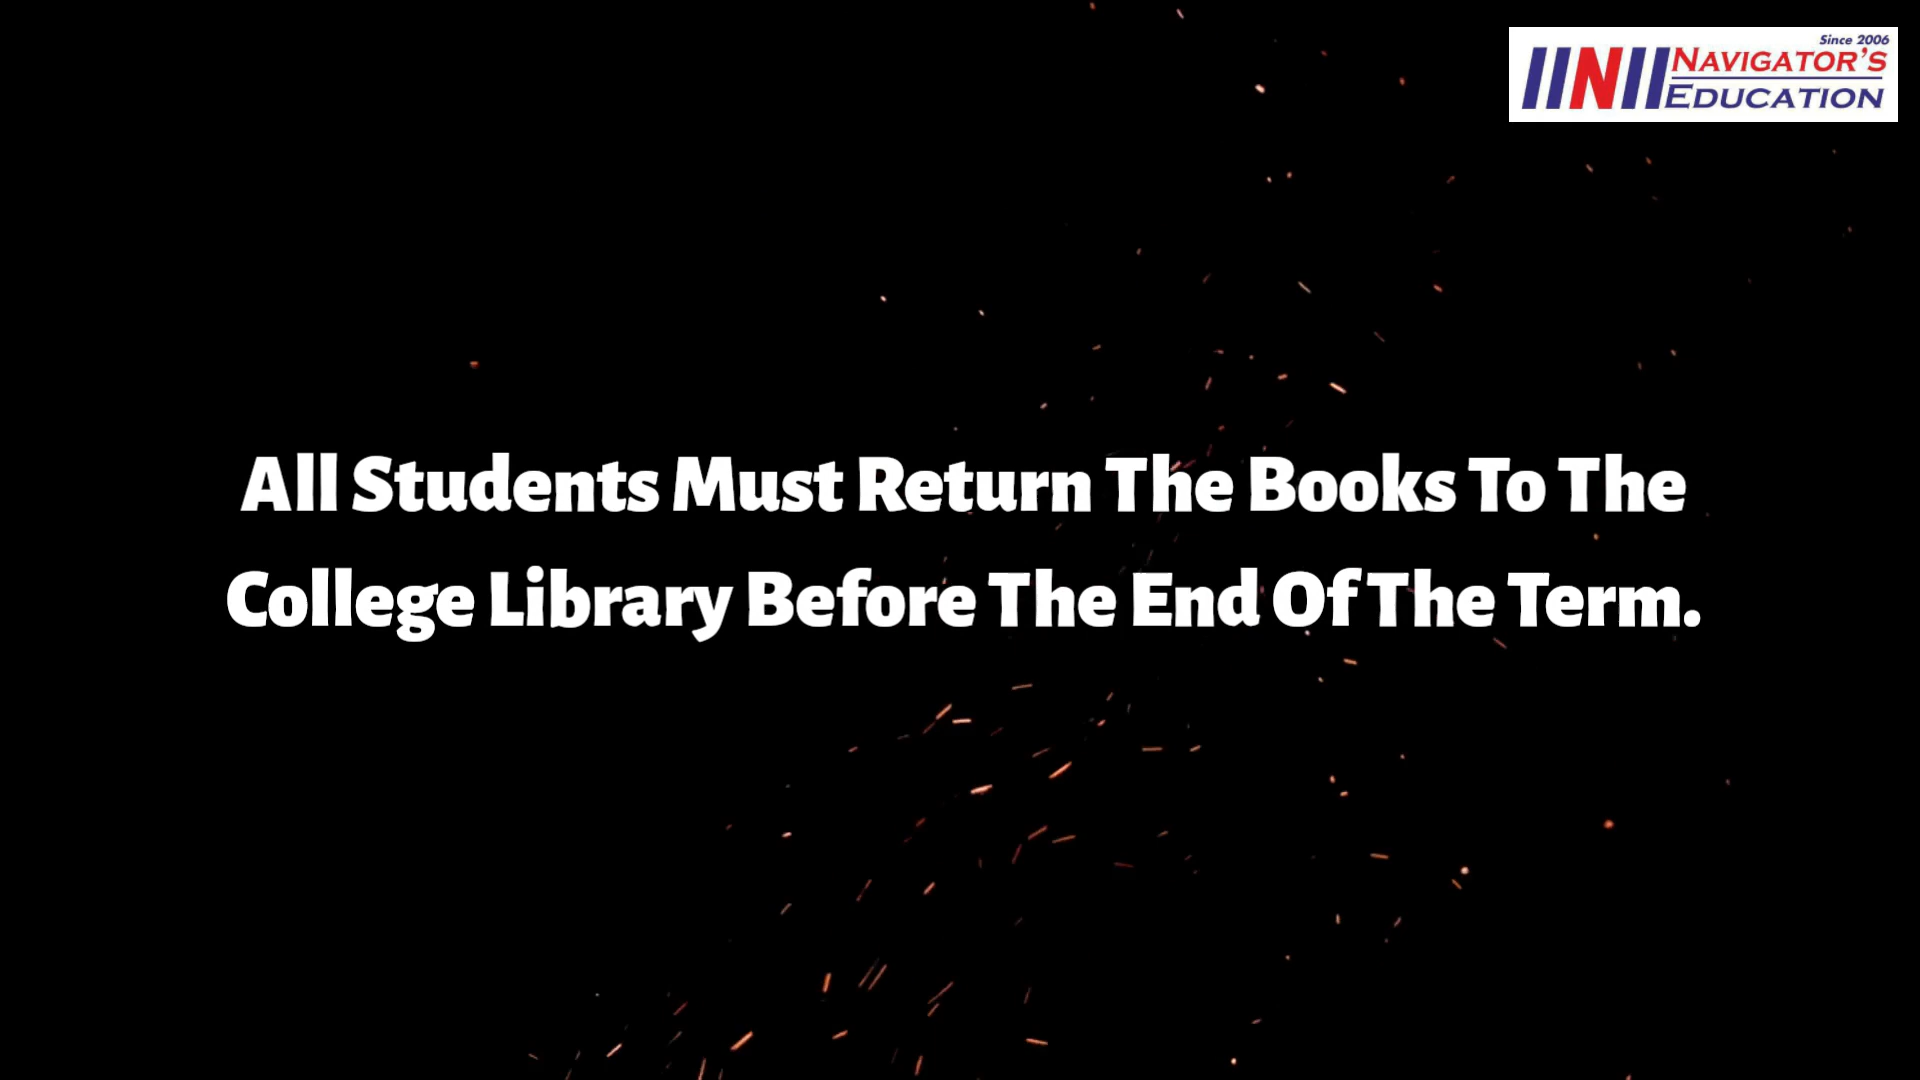 Since 2006
NAVIGATOR'S
EDUCATION
All Students Must Return The Books To The
College Library Before The End Of The Term.